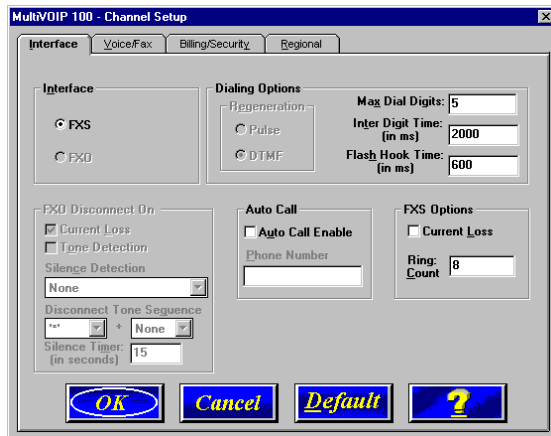 MultiVOIP 100 - Channel Setup
Interface
Voice/Fax
Billing/Security
Regional
Interface
FXS
FXO
Dialing Options
Regeneration
Pulse
DTMF
Max Dial Digits: 5
Inter Digit Time: 2000
(in ms)
Flash Hook Time: 600
(in ms)
FXO Disconnect On
Current Loss
Tone Detection
Silence Detection
None
Disconnect Tone Sequence
"*" + None
Silence Timer: 15
(in seconds)
Auto Call
Auto Call Enable
Phone Number
FXS Options
Current Loss
Ring: 8
Count
OK
Cancel
Default
?